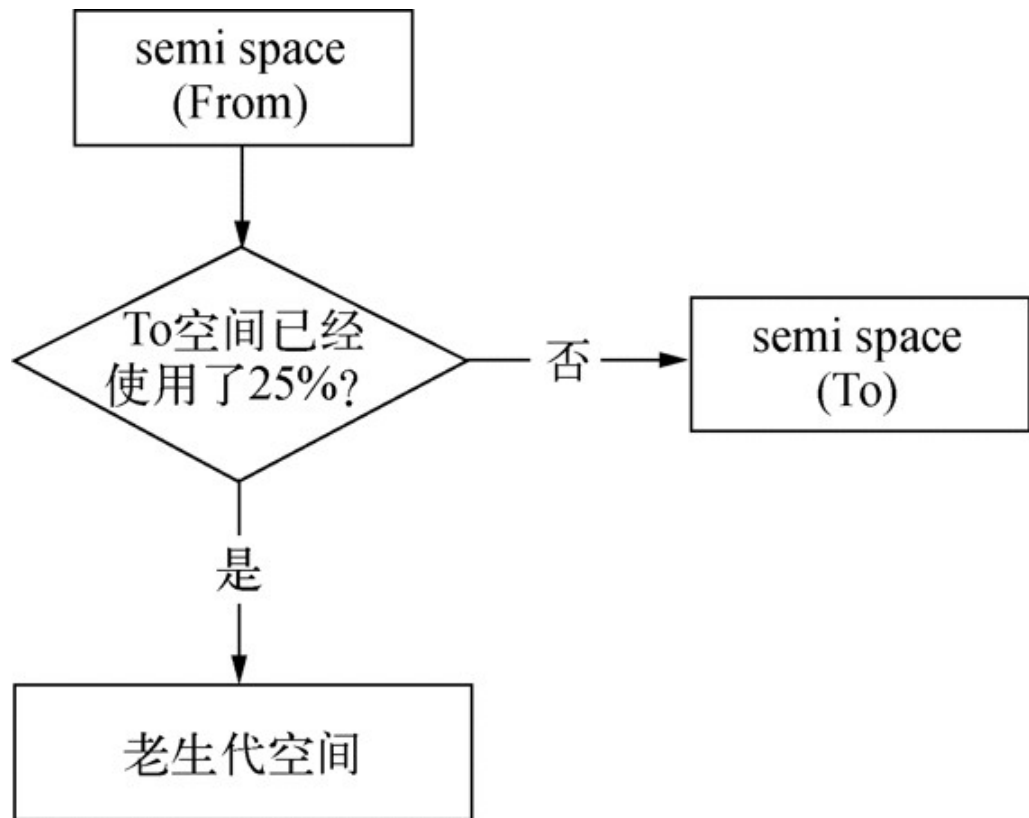 semi space
(From)
To空间已经
使用了25%?
否
semi space
(To)
是
老生代空间